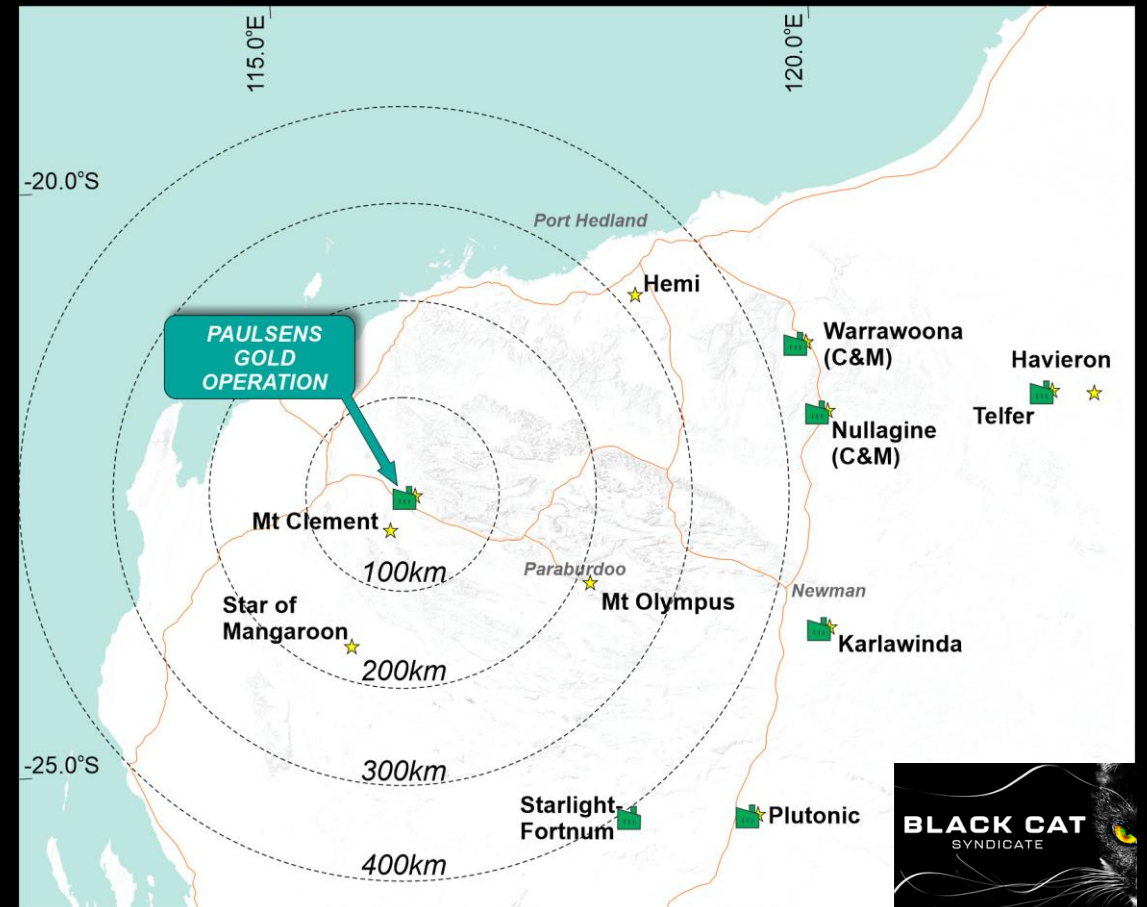 115.0°E
120.0°E
-20.0°S
Port Hedland
Hemi
PAULSENS
GOLD
OPERATION
Warrawoona
(C&M)
Havieron
Telfer
Nullagine
(C&M)
Mt Clement
100km
Paraburdoo
Mt Olympus
Newman
Star of
Mangaroon
Karlawinda
200km
-25.0°S
300km
Starlight-
Fortnum
Plutonic
400km
BLACK CAT
SYNDICATE